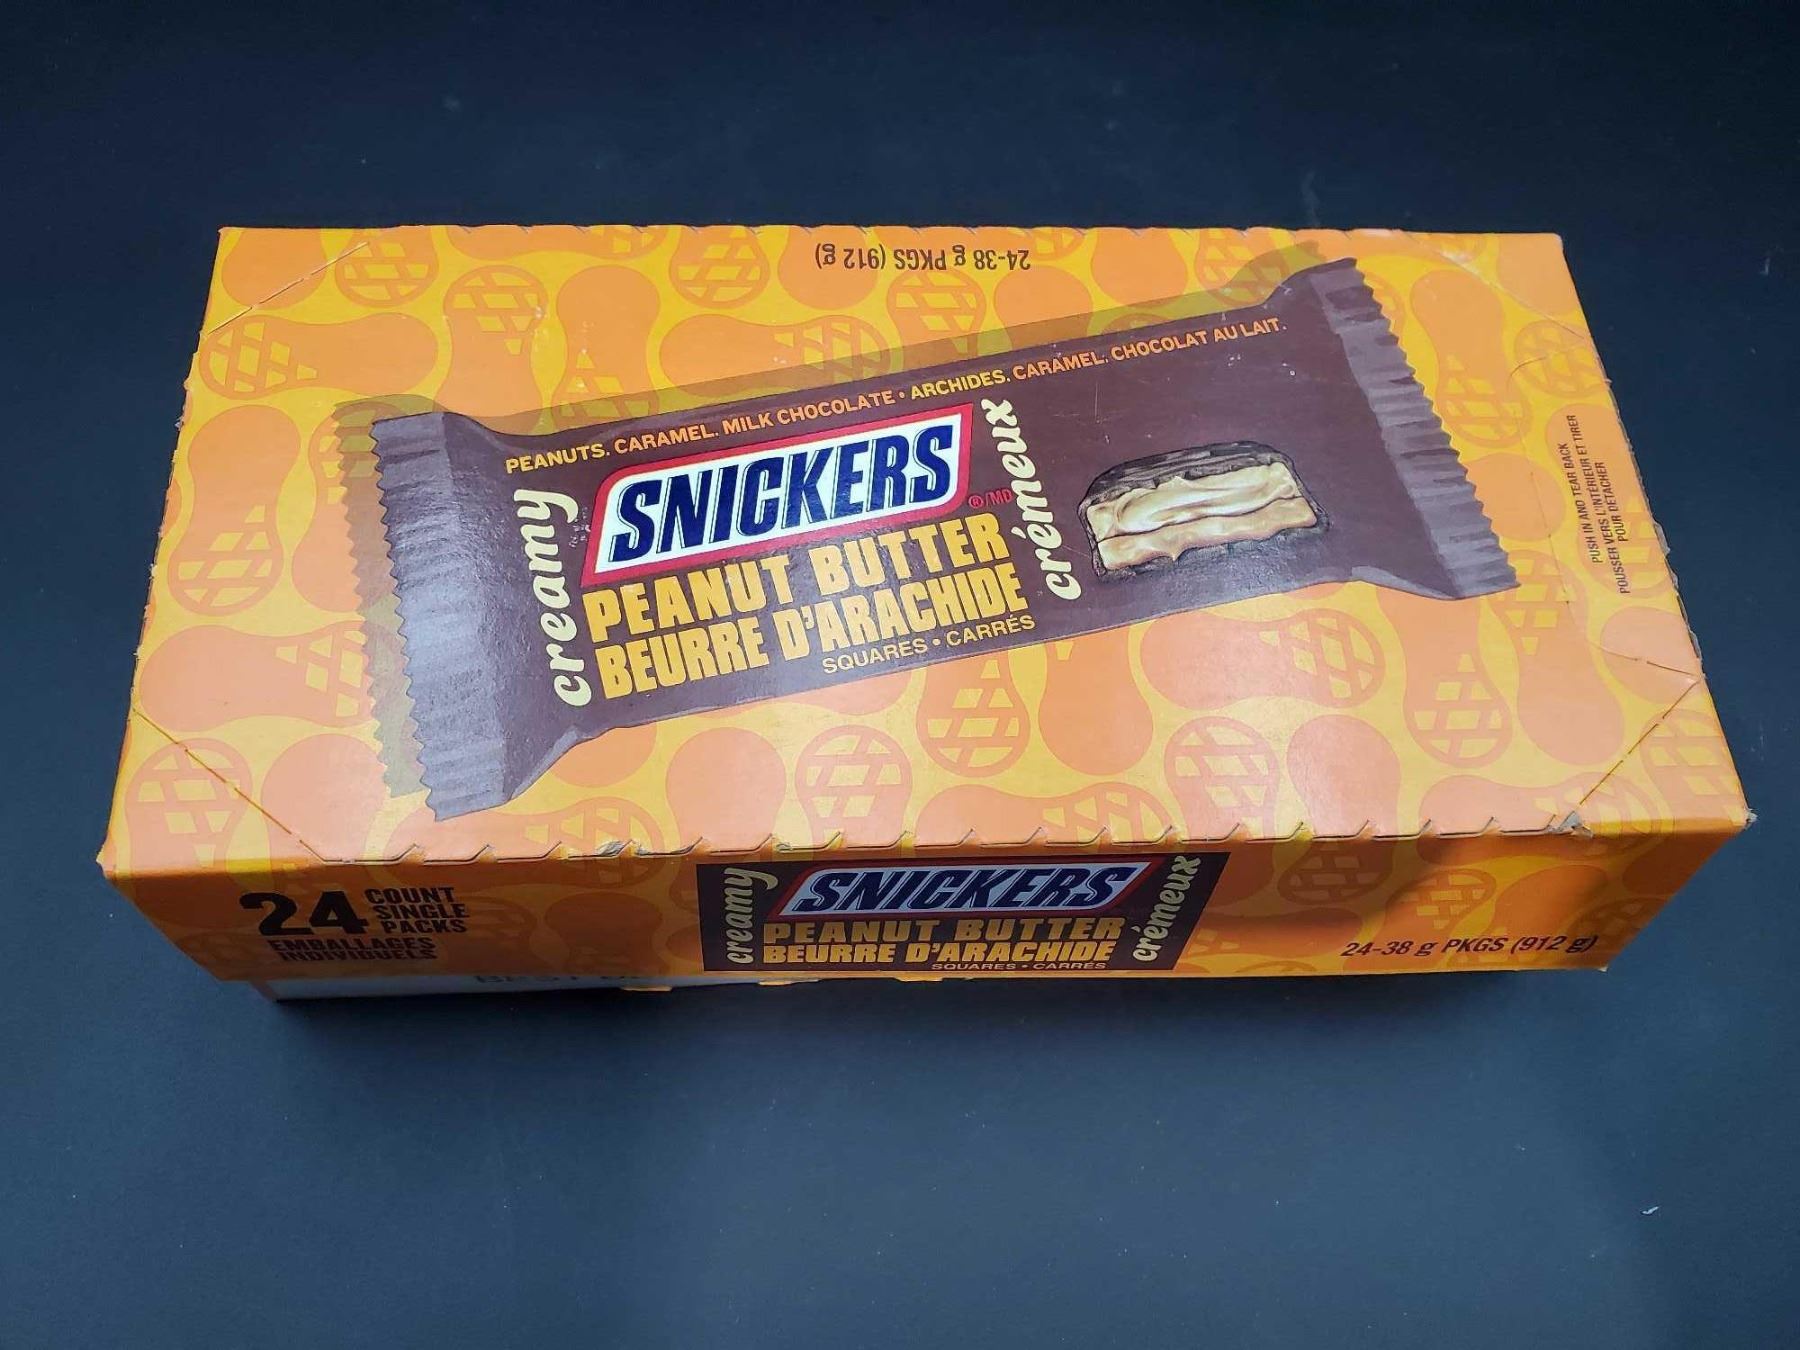 24-38 g PKGS (912 g)
PEANUTS. CARAMEL. MILK CHOCOLATE • ARCHIDES. CARAMEL. CHOCOLAT AU LAIT.
creamy
SNICKERS
®/MD
crémeux
PEANUT BUTTER
BEURRE D'ARACHIDE
SQUARES • CARRÉS
PUSH IN AND TEAR BACK
POUSSER VERS L'INTÉRIEUR ET TIRER
POUR DÉTACHER
24 COUNT
SINGLE
PACKS
EMBALLAGES
INDIVIDUELS
creamy
SNICKERS
crémeux
PEANUT BUTTER
BEURRE D'ARACHIDE
SQUARES • CARRÉS
24-38 g PKGS (912 g)